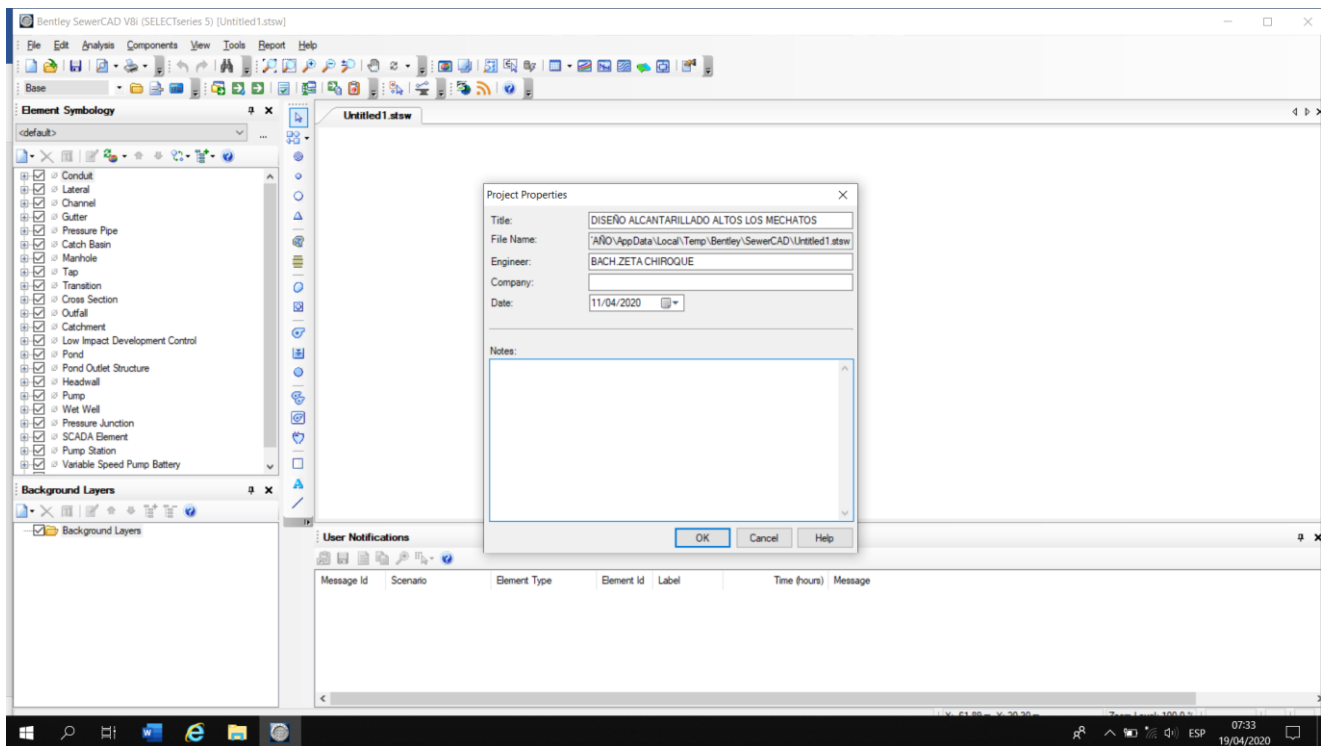 Bentley SewerCAD V8i (SELECTseries 5) [Untitled1.stsw]
File Edit Analysis Components View Tools Report Help
Base
Element Symbology
<default>
...
Conduit
Lateral
Channel
Gutter
Pressure Pipe
Catch Basin
Manhole
Tap
Transition
Cross Section
Outfall
Catchment
Low Impact Development Control
Pond
Pond Outlet Structure
Headwall
Pump
Wet Well
Pressure Junction
SCADA Element
Pump Station
Variable Speed Pump Battery
Background Layers
Background Layers
Untitled1.stsw
Project Properties
Title: DISEÑO ALCANTARILLADO ALTOS LOS MECHATOS
File Name: 'AÑO\AppData\Local\Temp\Bentley\SewerCAD\Untitled1.stsw
Engineer: BACH.ZETA CHIROQUE
Company:
Date: 11/04/2020
Notes:
OK Cancel Help
User Notifications
Message Id Scenario Element Type Element Id Label Time (hours) Message
Zoom Level: 100.0 %
ESP
07:33
19/04/2020